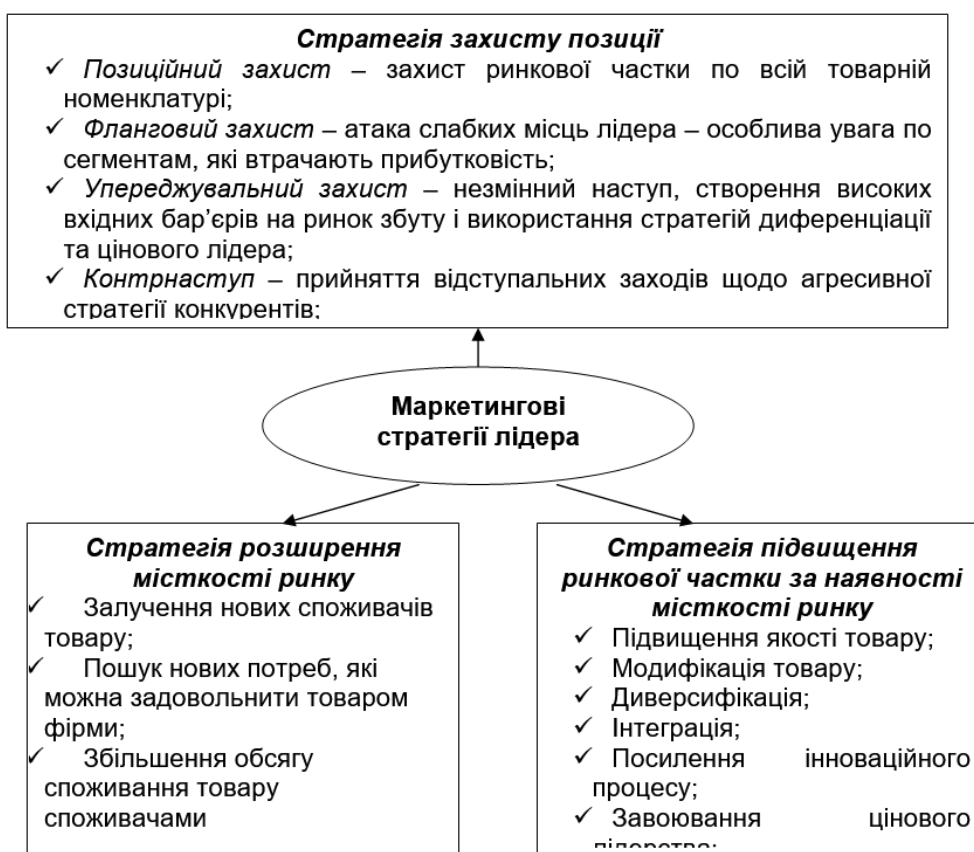 Стратегія захисту позиції
✓ Позиційний захист – захист ринкової частки по всій товарній
номенклатурі;
✓ Фланговий захист – атака слабких місць лідера – особлива увага по
сегментам, які втрачають прибутковість;
✓ Упереджувальний захист – незмінний наступ, створення високих
вхідних бар’єрів на ринок збуту і використання стратегій диференціації
та цінового лідера;
✓ Контрнаступ – прийняття відступальних заходів щодо агресивної
стратегії конкурентів;
Маркетингові
стратегії лідера
Стратегія розширення
місткості ринку
✓ Залучення нових споживачів
товару;
✓ Пошук нових потреб, які
можна задовольнити товаром
фірми;
✓ Збільшення обсягу
споживання товару
споживачами
Стратегія підвищення
ринкової частки за наявності
місткості ринку
✓ Підвищення якості товару;
✓ Модифікація товару;
✓ Диверсифікація;
✓ Інтеграція;
✓ Посилення інноваційного
процесу;
✓ Завоювання цінового
лідерства;